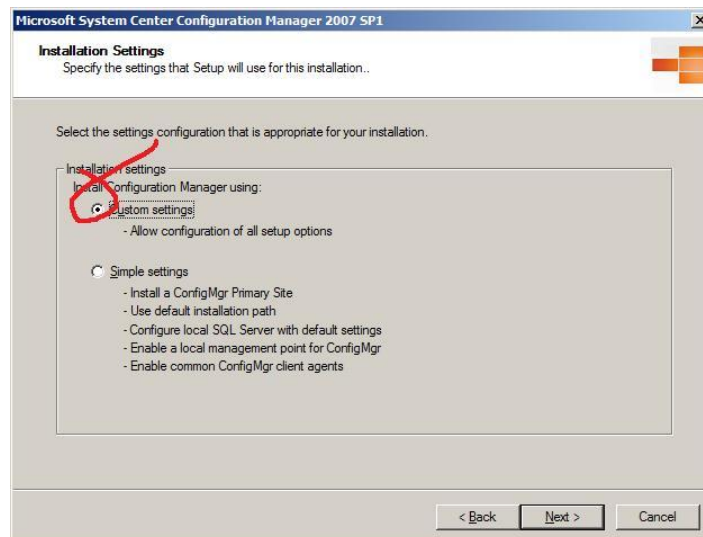 Microsoft System Center Configuration Manager 2007 SP1
Installation Settings
Specify the settings that Setup will use for this installation..
Select the settings configuration that is appropriate for your installation.
Installation settings
Install Configuration Manager using:
Custom settings
- Allow configuration of all setup options
Simple settings
- Install a ConfigMgr Primary Site
- Use default installation path
- Configure local SQL Server with default settings
- Enable a local management point for ConfigMgr
- Enable common ConfigMgr client agents
< Back Next > Cancel